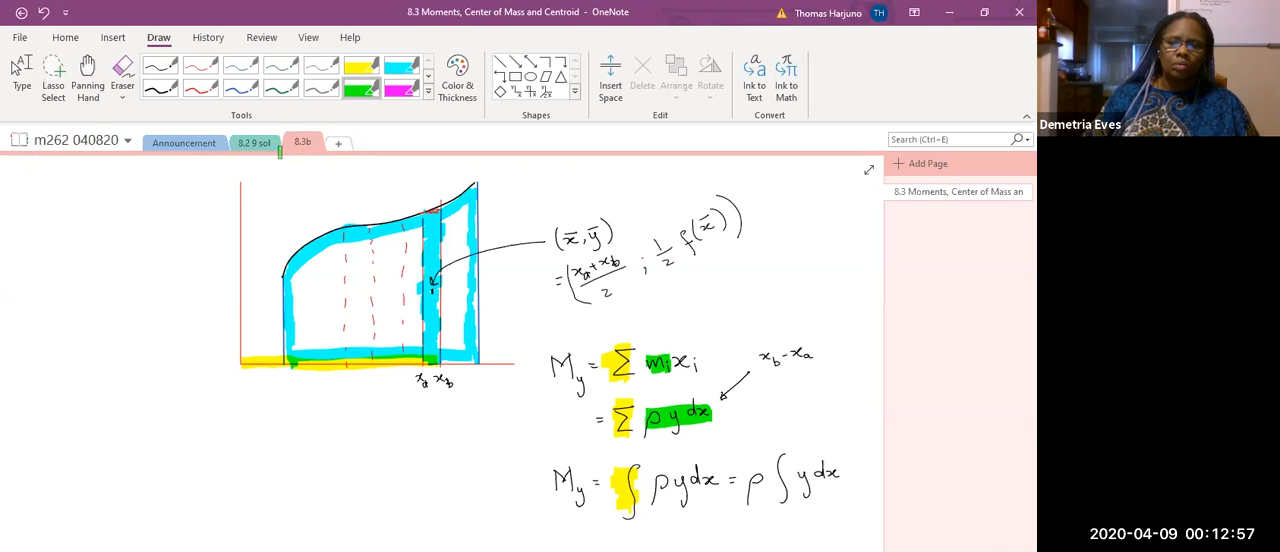 8.3 Moments, Center of Mass and Centroid - OneNote
Thomas Harjuno TH
File Home Insert Draw History Review View Help
Type Lasso Select Panning Hand Eraser
Color & Thickness
Insert Space Delete Arrange Rotate
Ink to Text Ink to Math
Tools Shapes Edit Convert
m262 040820 Announcement 8.2 9 sol 8.3b
Search (Ctrl+E)
Add Page
8.3 Moments, Center of Mass an
Demetria Eves
(x̄, ȳ)
= ((xa + xb)/2 ; 1/2 f(x̄))
xa xb
My = Σ mi xi
xb - xa
= Σ ρ y dx
My = ∫ ρ y dx = ρ ∫ y dx
2020-04-09 00:12:57